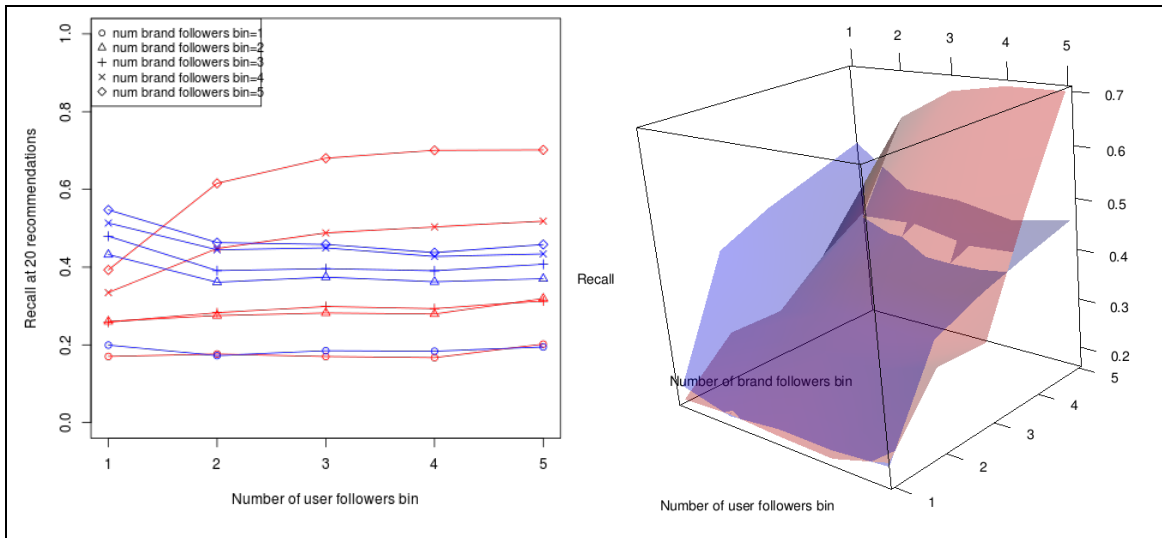 num brand followers bin=1
num brand followers bin=2
num brand followers bin=3
num brand followers bin=4
num brand followers bin=5
Recall at 20 recommendations
0.0
0.2
0.4
0.6
0.8
1.0
1 2 3 4 5
Number of user followers bin
1 2 3 4 5
0.7
0.6
0.5
0.4
0.3
0.2
Recall
Number of brand followers bin
5
4
3
2
1
Number of user followers bin